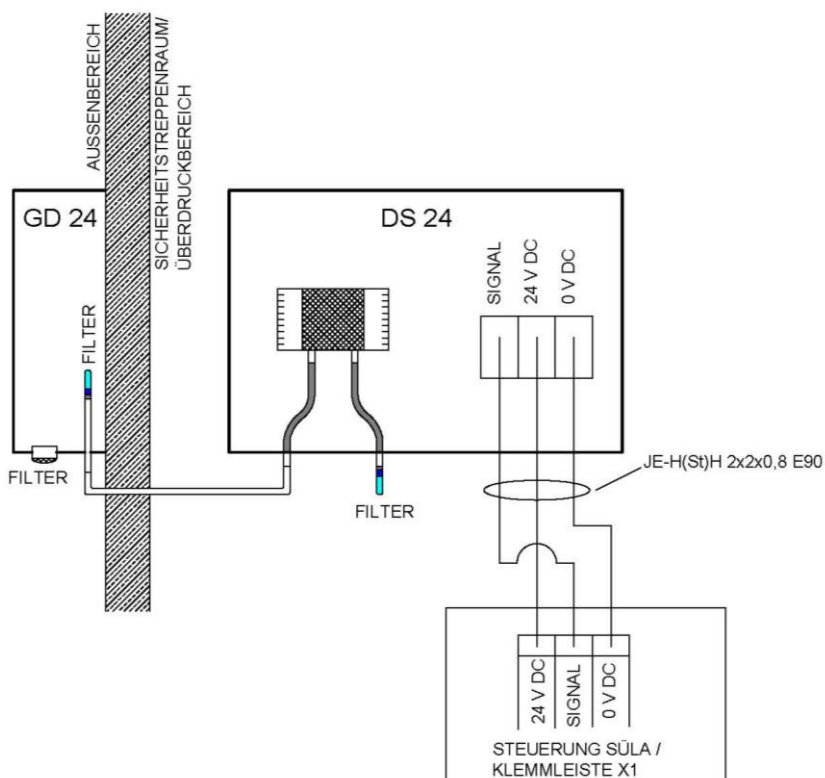 AUSSENBEREICH
SICHERHEITSTREPPENRAUM/
ÜBERDRUCKBEREICH
GD 24
FILTER
FILTER
DS 24
SIGNAL
24 V DC
0 V DC
FILTER
JE-H(St)H 2x2x0,8 E90
24 V DC
SIGNAL
0 V DC
STEUERUNG SÜLA /
KLEMMLEISTE X1